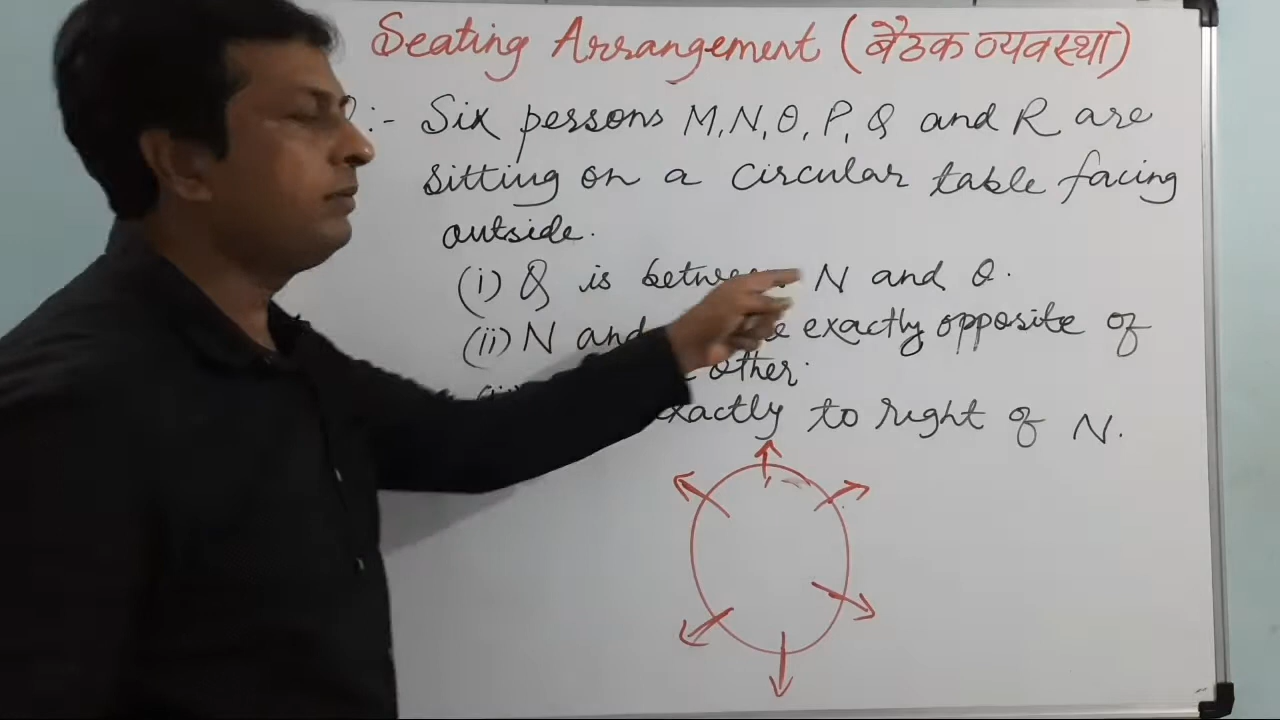 Seating Arrangement (बैठक व्यवस्था)
:- Six persons M, N, O, P, Q and R are
sitting on a circular table facing
outside.
(i) Q is between N and O.
(ii) N and exactly opposite of
other.
exactly to right of N.